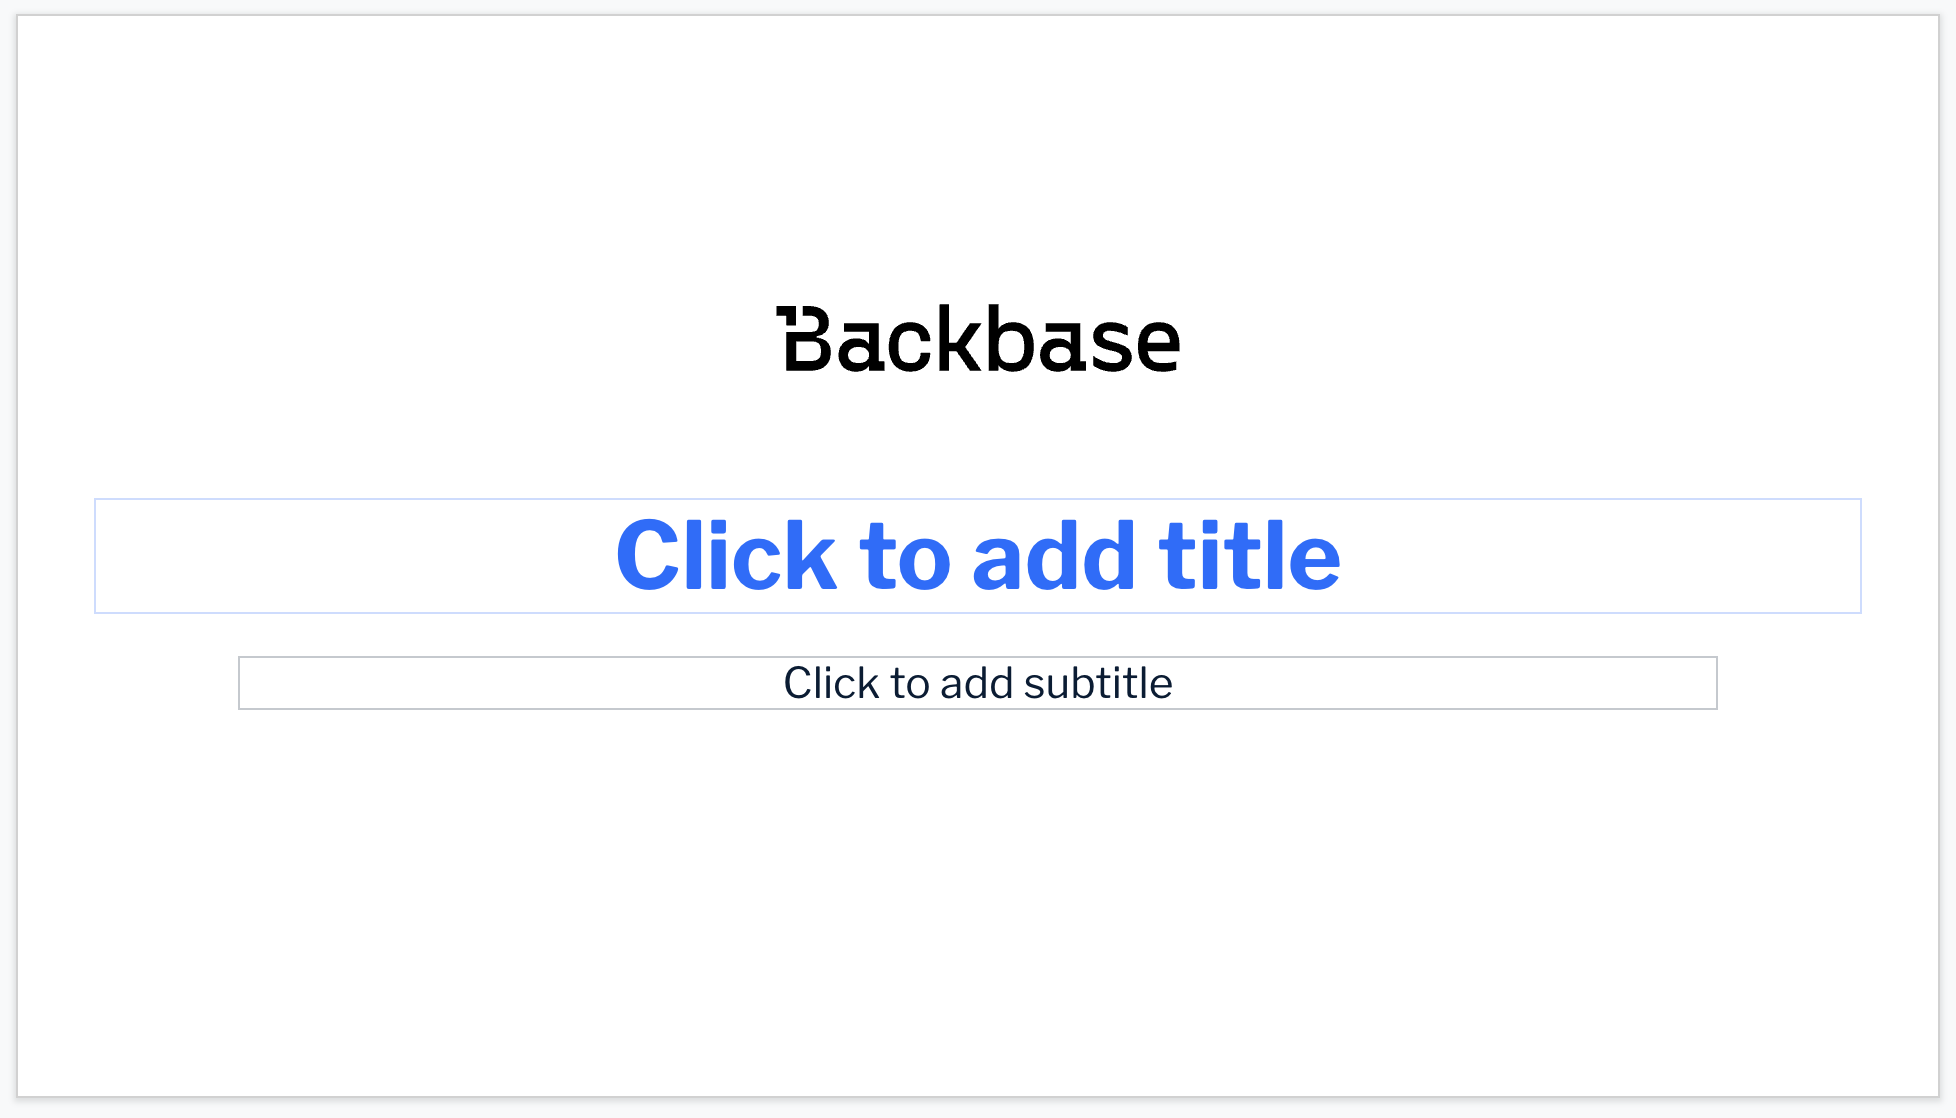 Backbase
Click to add title
Click to add subtitle